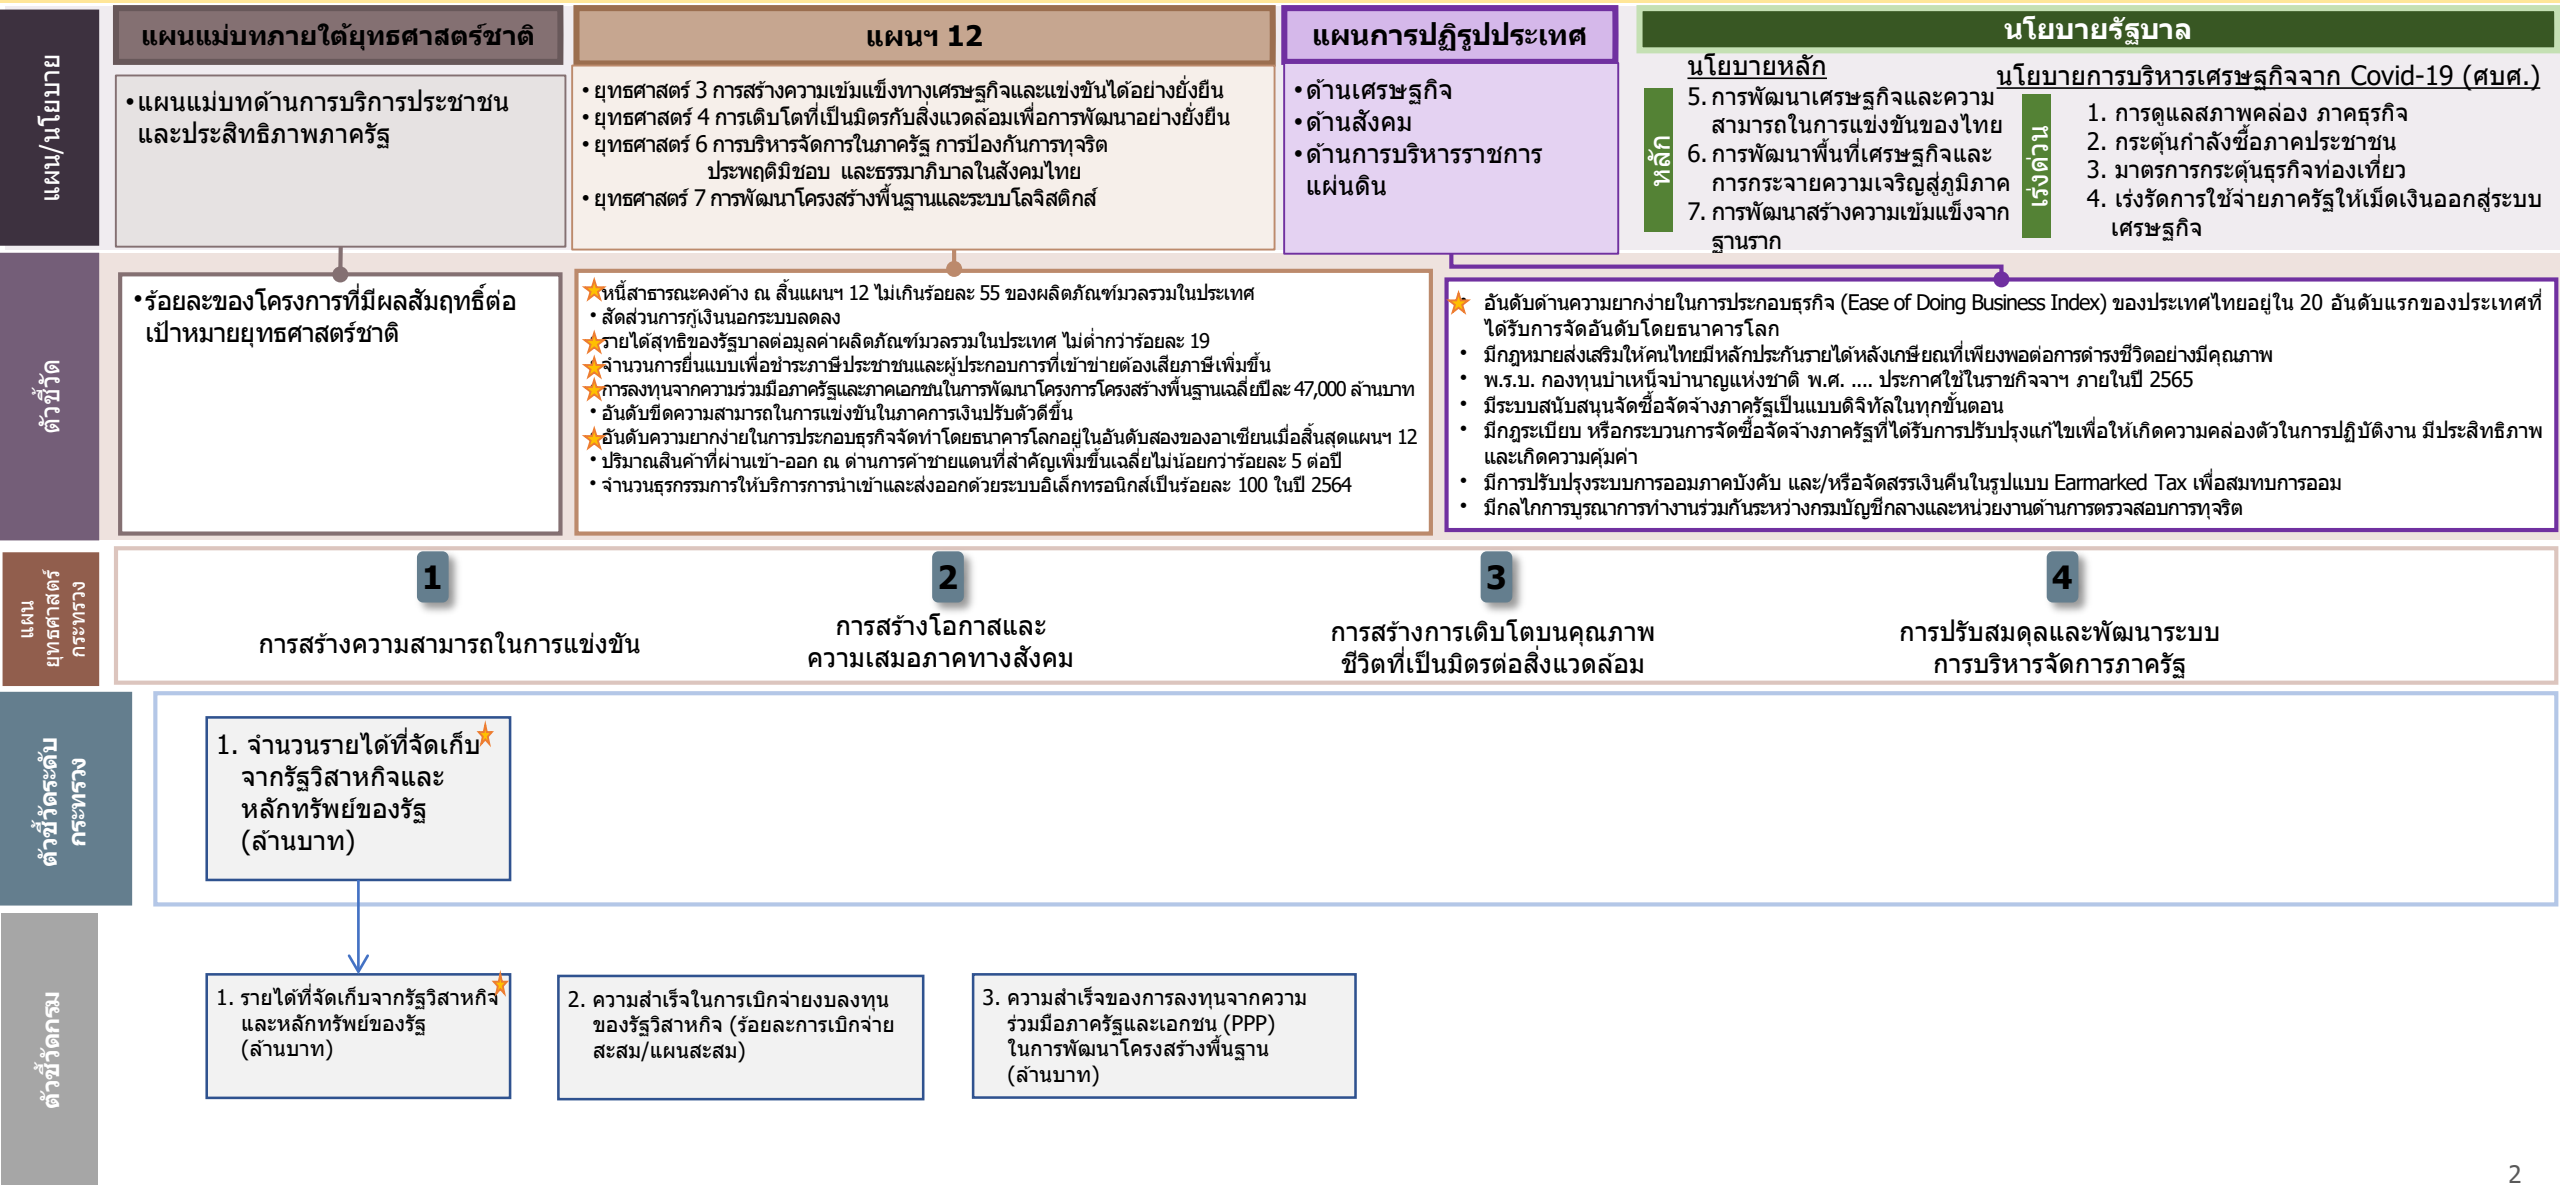 แผน/นโยบาย
แผนแม่บทภายใต้ยุทธศาสตร์ชาติ
•แผนแม่บทด้านการบริการประชาชน
และประสิทธิภาพภาครัฐ
แผนฯ 12
• ยุทธศาสตร์ 3 การสร้างความเข้มแข็งทางเศรษฐกิจและแข่งขันได้อย่างยั่งยืน
• ยุทธศาสตร์ 4 การเติบโตที่เป็นมิตรกับสิ่งแวดล้อมเพื่อการพัฒนาอย่างยั่งยืน
• ยุทธศาสตร์ 6 การบริหารจัดการในภาครัฐ การป้องกันการทุจริต
ประพฤติมิชอบ และธรรมาภิบาลในสังคมไทย
• ยุทธศาสตร์ 7 การพัฒนาโครงสร้างพื้นฐานและระบบโลจิสติกส์
แผนการปฏิรูปประเทศ
•ด้านเศรษฐกิจ
•ด้านสังคม
•ด้านการบริหารราชการ
แผ่นดิน
นโยบายรัฐบาล
นโยบายหลัก
หลัก
5. การพัฒนาเศรษฐกิจและความ
สามารถในการแข่งขันของไทย
6. การพัฒนาพื้นที่เศรษฐกิจและ
การกระจายความเจริญสู่ภูมิภาค
7. การพัฒนาสร้างความเข้มแข็งจาก
ฐานราก
นโยบายการบริหารเศรษฐกิจจาก Covid-19 (ศบศ.)
เร่งด่วน
1. การดูแลสภาพคล่อง ภาคธุรกิจ
2. กระตุ้นกำลังซื้อภาคประชาชน
3. มาตรการกระตุ้นธุรกิจท่องเที่ยว
4. เร่งรัดการใช้จ่ายภาครัฐให้เม็ดเงินออกสู่ระบบ
เศรษฐกิจ
ตัวชี้วัด
•ร้อยละของโครงการที่มีผลสัมฤทธิ์ต่อ
เป้าหมายยุทธศาสตร์ชาติ
หนี้สาธารณะคงค้าง ณ สิ้นแผนฯ 12 ไม่เกินร้อยละ 55 ของผลิตภัณฑ์มวลรวมในประเทศ
• สัดส่วนการกู้เงินนอกระบบลดลง
รายได้สุทธิของรัฐบาลต่อมูลค่าผลิตภัณฑ์มวลรวมในประเทศ ไม่ต่ำกว่าร้อยละ 19
จำนวนการยื่นแบบเพื่อชำระภาษีประชาชนและผู้ประกอบการที่เข้าข่ายต้องเสียภาษีเพิ่มขึ้น
การลงทุนจากความร่วมมือภาครัฐและภาคเอกชนในการพัฒนาโครงการโครงสร้างพื้นฐานเฉลี่ยปีละ 47,000 ล้านบาท
• อันดับขีดความสามารถในการแข่งขันในภาคการเงินปรับตัวดีขึ้น
อันดับความยากง่ายในการประกอบธุรกิจจัดทำโดยธนาคารโลกอยู่ในอันดับสองของอาเซียนเมื่อสิ้นสุดแผนฯ 12
• ปริมาณสินค้าที่ผ่านเข้า-ออก ณ ด่านการค้าชายแดนที่สำคัญเพิ่มขึ้นเฉลี่ยไม่น้อยกว่าร้อยละ 5 ต่อปี
• จำนวนธุรกรรมการให้บริการการนำเข้าและส่งออกด้วยระบบอิเล็กทรอนิกส์เป็นร้อยละ 100 ในปี 2564
อันดับด้านความยากง่ายในการประกอบธุรกิจ (Ease of Doing Business Index) ของประเทศไทยอยู่ใน 20 อันดับแรกของประเทศที่
ได้รับการจัดอันดับโดยธนาคารโลก
• มีกฎหมายส่งเสริมให้คนไทยมีหลักประกันรายได้หลังเกษียณที่เพียงพอต่อการดำรงชีวิตอย่างมีคุณภาพ
• พ.ร.บ. กองทุนบำเหน็จบำนาญแห่งชาติ พ.ศ. .... ประกาศใช้ในราชกิจจาฯ ภายในปี 2565
• มีระบบสนับสนุนจัดซื้อจัดจ้างภาครัฐเป็นแบบดิจิทัลในทุกขั้นตอน
• มีกฎระเบียบ หรือกระบวนการจัดซื้อจัดจ้างภาครัฐที่ได้รับการปรับปรุงแก้ไขเพื่อให้เกิดความคล่องตัวในการปฏิบัติงาน มีประสิทธิภาพ
และเกิดความคุ้มค่า
• มีการปรับปรุงระบบการออมภาคบังคับ และ/หรือจัดสรรเงินคืนในรูปแบบ Earmarked Tax เพื่อสมทบการออม
• มีกลไกการบูรณาการทำงานร่วมกันระหว่างกรมบัญชีกลางและหน่วยงานด้านการตรวจสอบการทุจริต
แผน
ยุทธศาสตร์
กระทรวง
1
การสร้างความสามารถในการแข่งขัน
2
การสร้างโอกาสและ
ความเสมอภาคทางสังคม
3
การสร้างการเติบโตบนคุณภาพ
ชีวิตที่เป็นมิตรต่อสิ่งแวดล้อม
4
การปรับสมดุลและพัฒนาระบบ
การบริหารจัดการภาครัฐ
ตัวชี้วัดระดับ
กระทรวง
1. จำนวนรายได้ที่จัดเก็บ
จากรัฐวิสาหกิจและ
หลักทรัพย์ของรัฐ
(ล้านบาท)
ตัวชี้วัดกรม
1. รายได้ที่จัดเก็บจากรัฐวิสาหกิจ
และหลักทรัพย์ของรัฐ
(ล้านบาท)
2. ความสำเร็จในการเบิกจ่ายงบลงทุน
ของรัฐวิสาหกิจ (ร้อยละการเบิกจ่าย
สะสม/แผนสะสม)
3. ความสำเร็จของการลงทุนจากความ
ร่วมมือภาครัฐและเอกชน (PPP)
ในการพัฒนาโครงสร้างพื้นฐาน
(ล้านบาท)
2